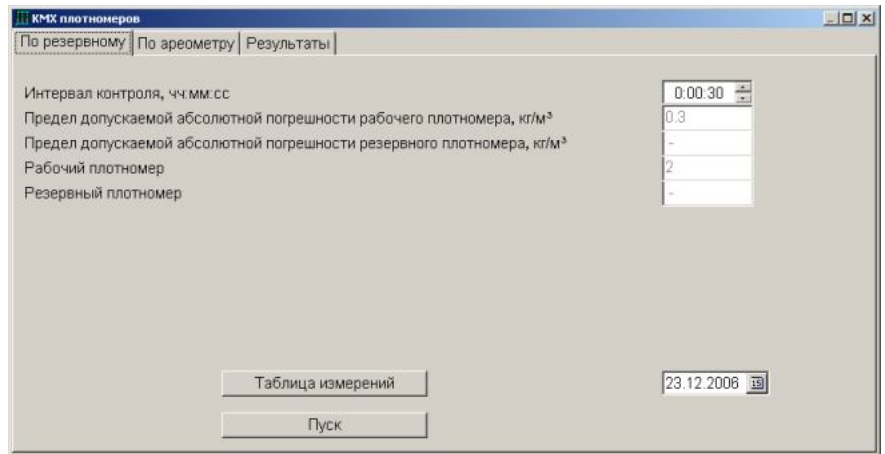 КМХ плотномеров
По резервному По ареометру Результаты
Интервал контроля, чч:мм:сс 0:00:30
Предел допускаемой абсолютной погрешности рабочего плотномера, кг/м³ 0.3
Предел допускаемой абсолютной погрешности резервного плотномера, кг/м³ -
Рабочий плотномер 2
Резервный плотномер -
Таблица измерений 23.12.2006 15
Пуск